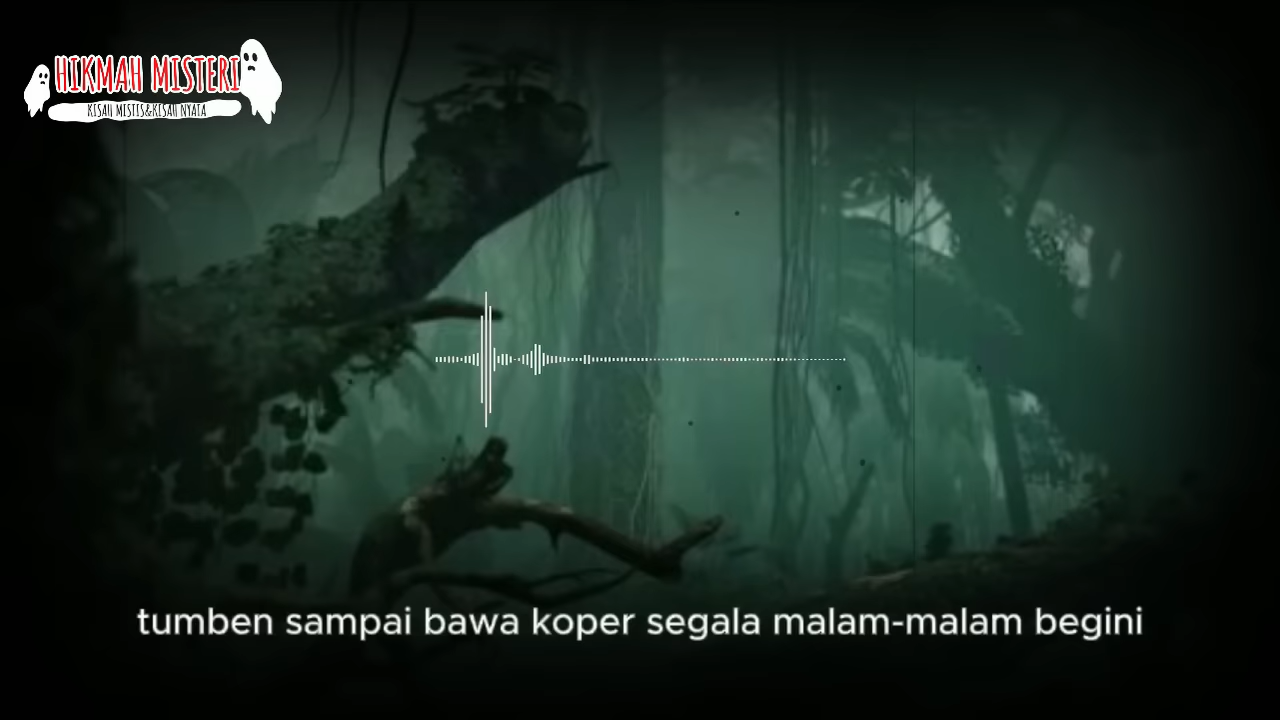 HIKMAH MISTERI
KISAH MISTIS&KISAH NYATA
tumben sampai bawa koper segala malam-malam begini